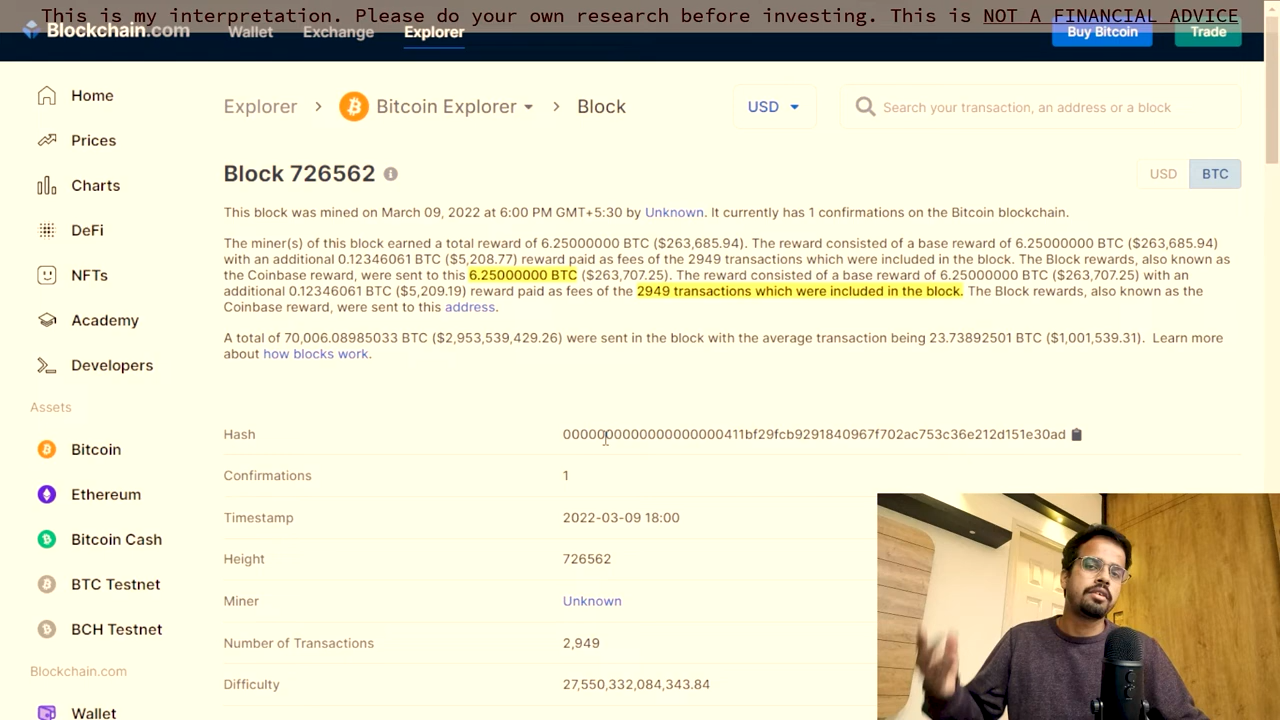 This is my interpretation. Please do your own research before investing. This is NOT A FINANCIAL ADVICE
Blockchain.com Wallet Exchange Explorer Buy Bitcoin Trade
Home
Prices
Charts
DeFi
NFTs
Academy
Developers
Assets
Bitcoin
Ethereum
Bitcoin Cash
BTC Testnet
BCH Testnet
Blockchain.com
Wallet
Explorer > Bitcoin Explorer > Block USD Search your transaction, an address or a block
Block 726562 USD BTC
This block was mined on March 09, 2022 at 6:00 PM GMT+5:30 by Unknown. It currently has 1 confirmations on the Bitcoin blockchain.
The miner(s) of this block earned a total reward of 6.25000000 BTC ($263,685.94). The reward consisted of a base reward of 6.25000000 BTC ($263,685.94)
with an additional 0.12346061 BTC ($5,208.77) reward paid as fees of the 2949 transactions which were included in the block. The Block rewards, also known as
the Coinbase reward, were sent to this 6.25000000 BTC ($263,707.25). The reward consisted of a base reward of 6.25000000 BTC ($263,707.25) with an
additional 0.12346061 BTC ($5,209.19) reward paid as fees of the 2949 transactions which were included in the block. The Block rewards, also known as the
Coinbase reward, were sent to this address.
A total of 70,006.08985033 BTC ($2,953,539,429.26) were sent in the block with the average transaction being 23.73892501 BTC ($1,001,539.31). Learn more
about how blocks work.
Hash 0000000000000000000411bf29fcb9291840967f702ac753c36e212d151e30ad
Confirmations 1
Timestamp 2022-03-09 18:00
Height 726562
Miner Unknown
Number of Transactions 2,949
Difficulty 27,550,332,084,343.84